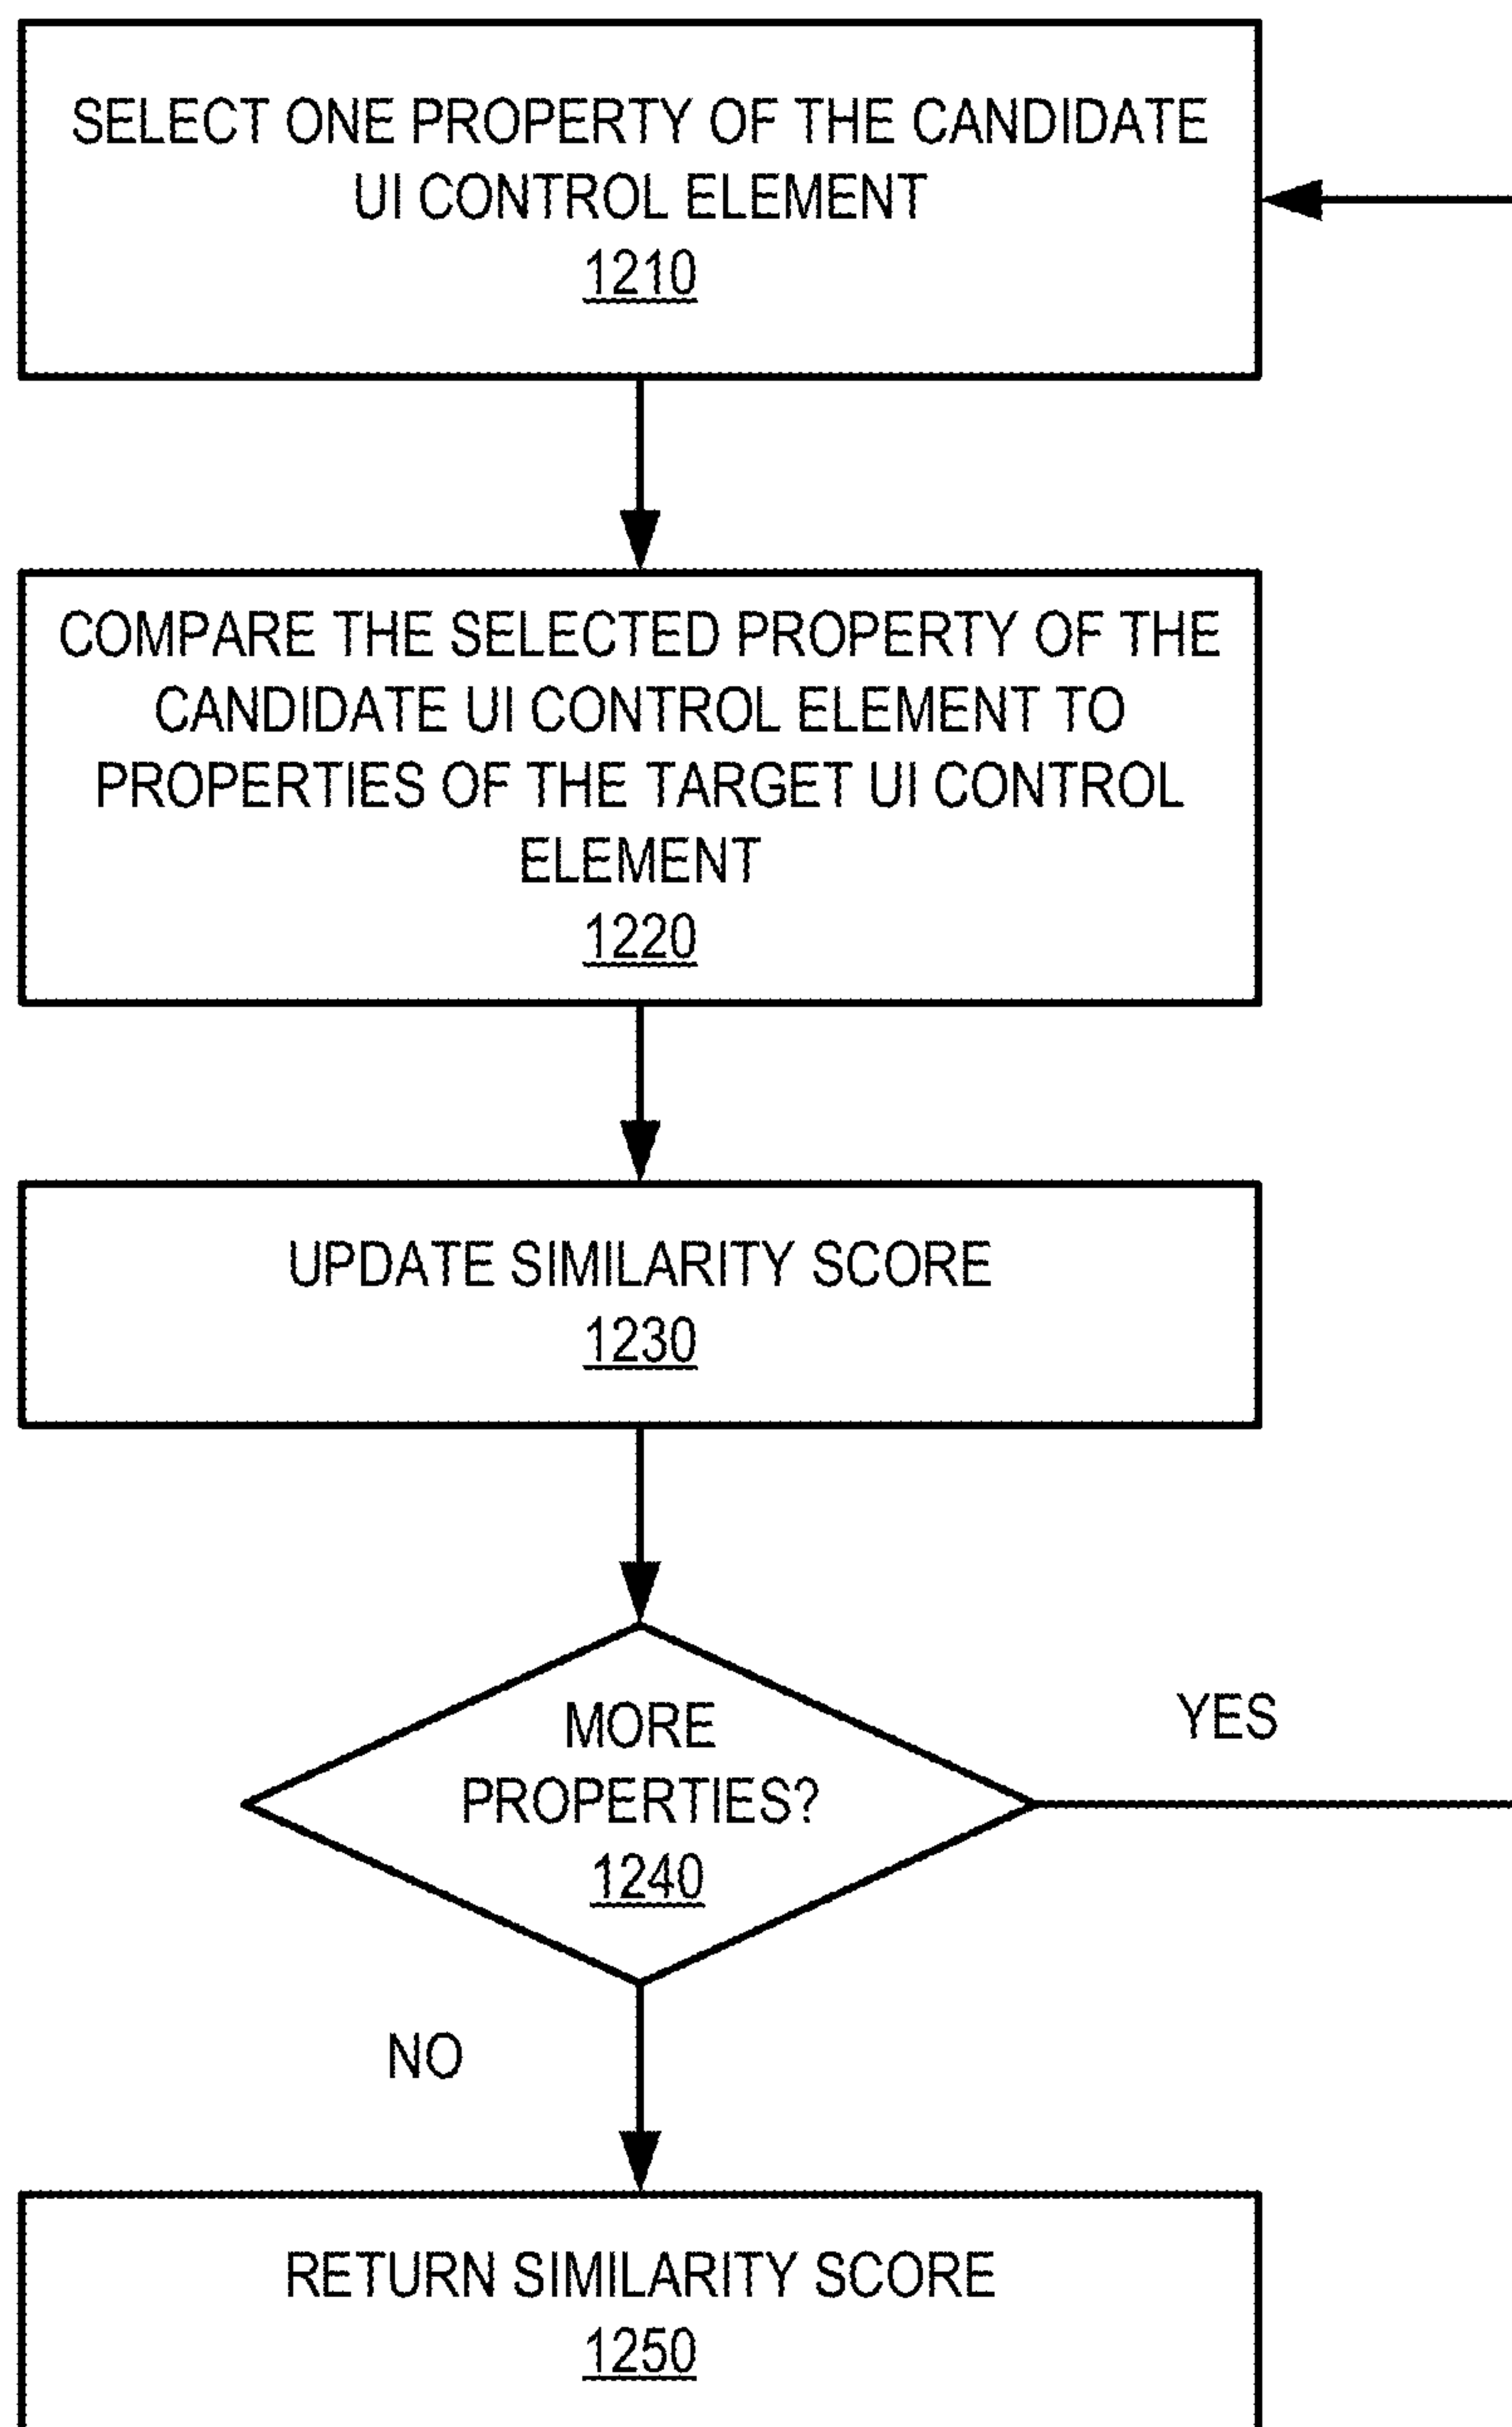 SELECT ONE PROPERTY OF THE CANDIDATE
UI CONTROL ELEMENT
1210
COMPARE THE SELECTED PROPERTY OF THE
CANDIDATE UI CONTROL ELEMENT TO
PROPERTIES OF THE TARGET UI CONTROL
ELEMENT
1220
UPDATE SIMILARITY SCORE
1230
MORE
PROPERTIES?
1240
YES
NO
RETURN SIMILARITY SCORE
1250